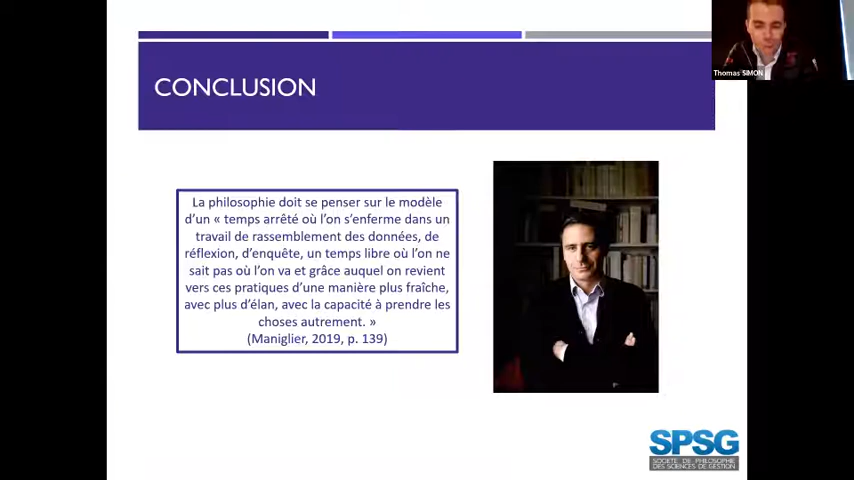 Thomas SIMON
CONCLUSION
La philosophie doit se penser sur le modèle
d'un « temps arrêté où l'on s'enferme dans un
travail de rassemblement des données, de
réflexion, d'enquête, un temps libre où l'on ne
sait pas où l'on va et grâce auquel on revient
vers ces pratiques d'une manière plus fraîche,
avec plus d'élan, avec la capacité à prendre les
choses autrement. »
(Maniglier, 2019, p. 139)
SPSG
SOCIÉTÉ DE PHILOSOPHIE
DES SCIENCES DE GESTION